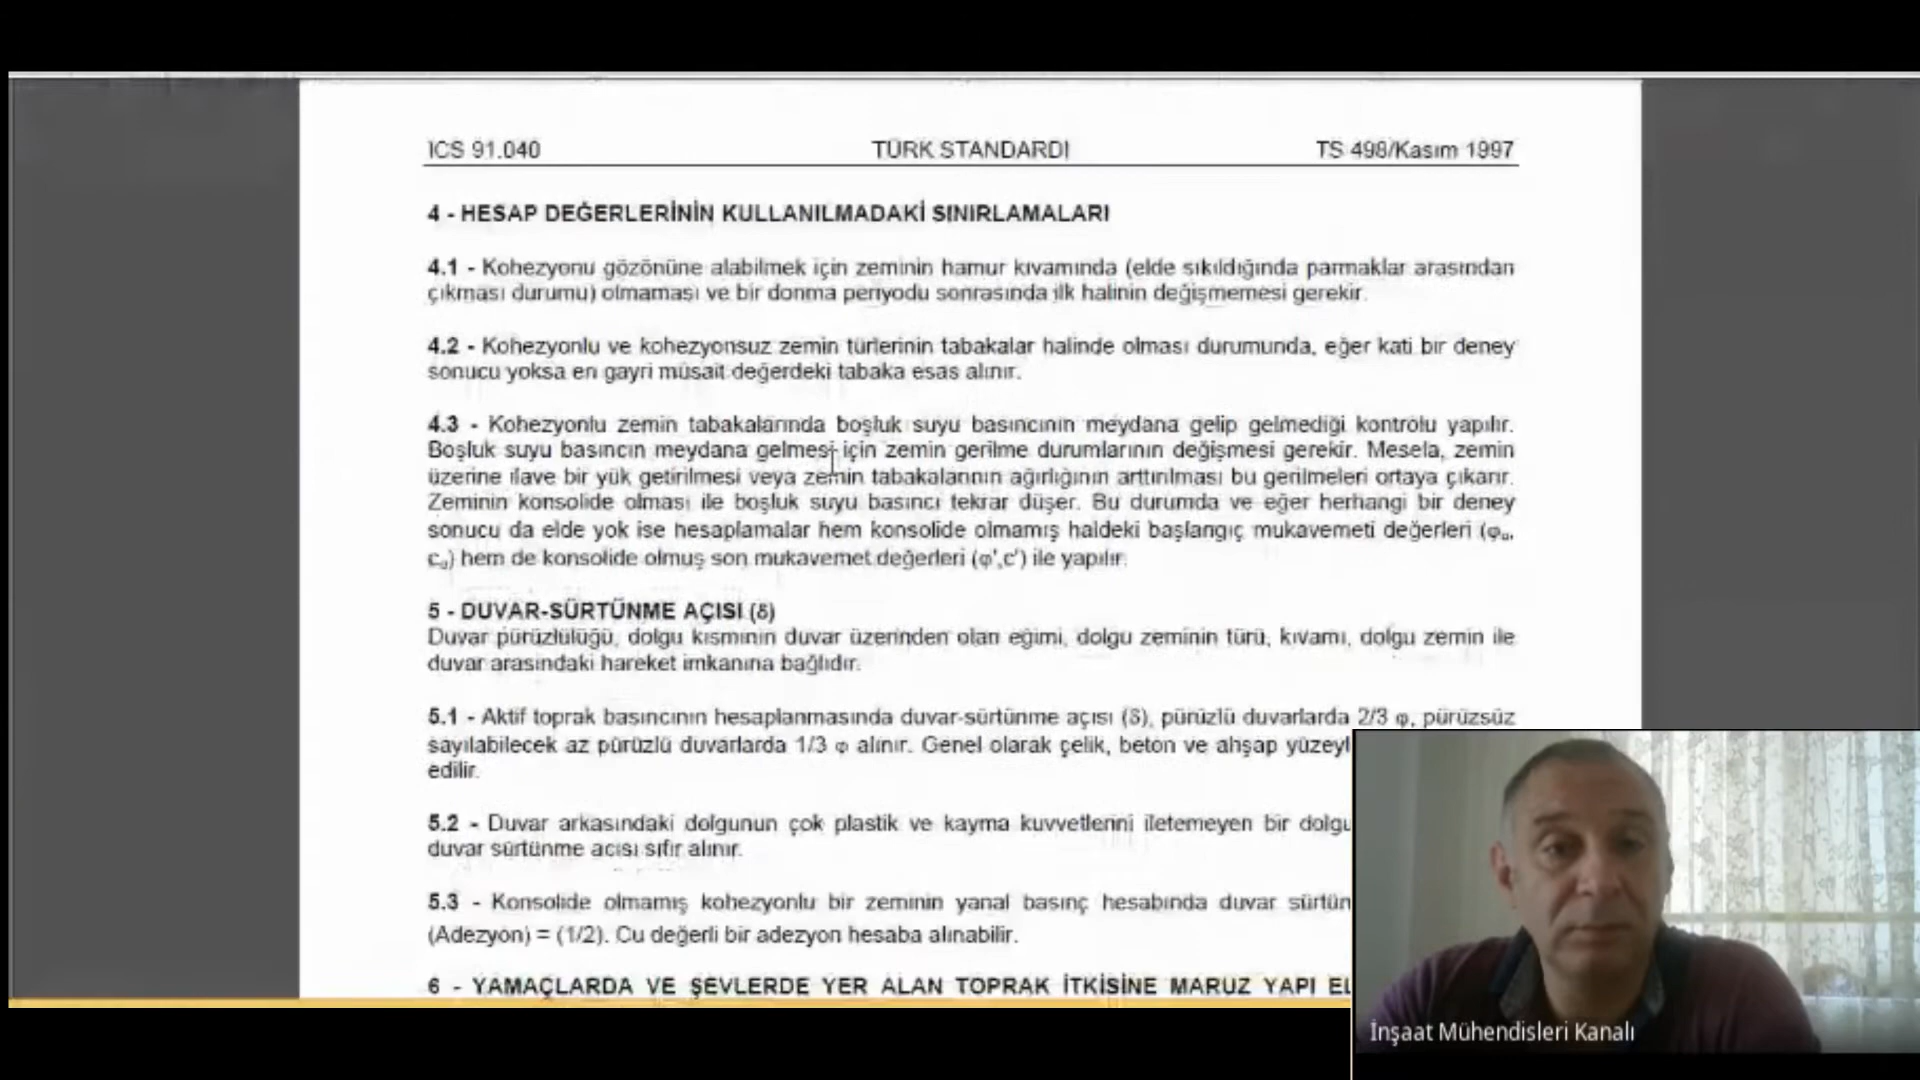 ICS 91.040 TÜRK STANDARDI TS 498/Kasım 1997
4 - HESAP DEĞERLERİNİN KULLANILMADAKİ SINIRLAMALARI
4.1 - Kohezyonu gözönüne alabilmek için zeminin hamur kıvamında (elde sıkıldığında parmaklar arasından
çıkması durumu) olmaması ve bir donma periyodu sonrasında ilk halinin değişmemesi gerekir.
4.2 - Kohezyonlu ve kohezyonsuz zemin türlerinin tabakalar halinde olması durumunda, eğer kati bir deney
sonucu yoksa en gayri müsait değerdeki tabaka esas alınır.
4.3 - Kohezyonlu zemin tabakalarında boşluk suyu basıncının meydana gelip gelmediği kontrolu yapılır.
Boşluk suyu basıncın meydana gelmesi için zemin gerilme durumlarının değişmesi gerekir. Mesela, zemin
üzerine ilave bir yük getirilmesi veya zemin tabakalarının ağırlığının arttırılması bu gerilmeleri ortaya çıkarır.
Zeminin konsolide olması ile boşluk suyu basıncı tekrar düşer. Bu durumda ve eğer herhangi bir deney
sonucu da elde yok ise hesaplamalar hem konsolide olmamış haldeki başlangıç mukavemeti değerleri (φᵤ,
cᵤ) hem de konsolide olmuş son mukavemet değerleri (φ',c') ile yapılır.
5 - DUVAR-SÜRTÜNME AÇISI (δ)
Duvar pürüzlülüğü, dolgu kısmının duvar üzerinden olan eğimi, dolgu zeminin türü, kıvamı, dolgu zemin ile
duvar arasındaki hareket imkanına bağlıdır.
5.1 - Aktif toprak basıncının hesaplanmasında duvar-sürtünme açısı (δ), pürüzlü duvarlarda 2/3 φ, pürüzsüz
sayılabilecek az pürüzlü duvarlarda 1/3 φ alınır. Genel olarak çelik, beton ve ahşap yüzeyl
edilir.
5.2 - Duvar arkasındaki dolgunun çok plastik ve kayma kuvvetlerini iletemeyen bir dolgu
duvar sürtünme acısı sıfır alınır.
5.3 - Konsolide olmamış kohezyonlu bir zeminin yanal basınç hesabında duvar sürtün
(Adezyon) = (1/2). Cu değerli bir adezyon hesaba alınabilir.
6 - YAMAÇLARDA VE ŞEVLERDE YER ALAN TOPRAK İTKİSİNE MARUZ YAPI EL
İnşaat Mühendisleri Kanalı